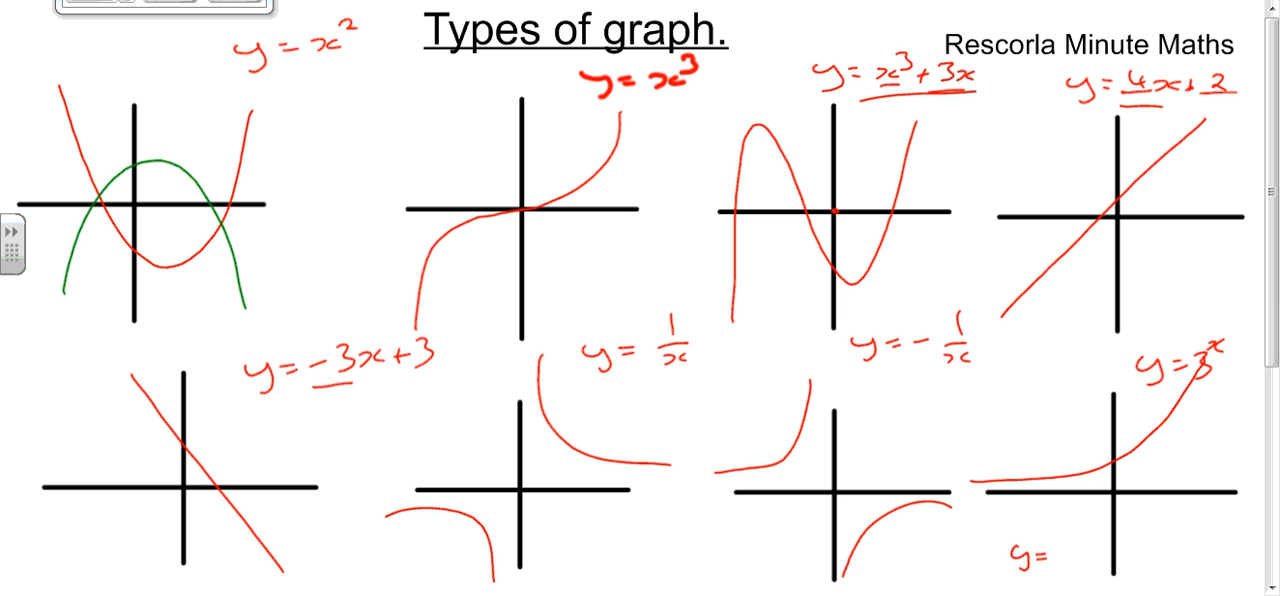 Types of graph.
Rescorla Minute Maths
y = x²
y = x³
y = x³ + 3x
y = 4x + 2
y = -3x + 3
y = 1/x
y = - 1/x
y = 3ˣ
y =